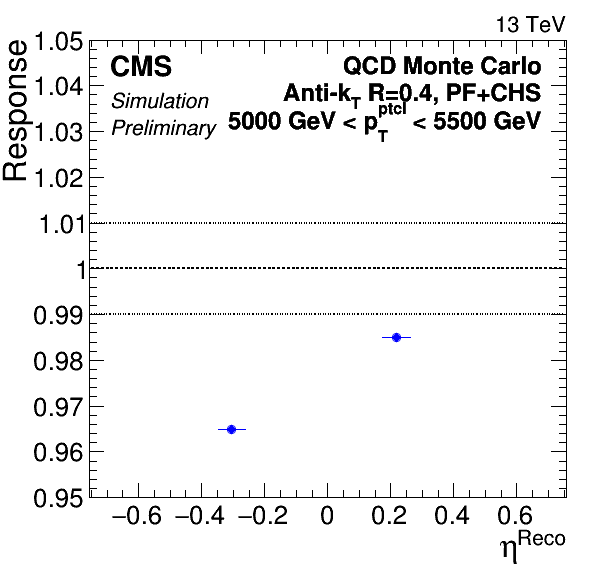 13 TeV
Response
CMS
Simulation
Preliminary
QCD Monte Carlo
Anti-kT R=0.4, PF+CHS
5000 GeV < pT^ptcl < 5500 GeV
1.05
1.04
1.03
1.02
1.01
1
0.99
0.98
0.97
0.96
0.95
−0.6 −0.4 −0.2 0 0.2 0.4 0.6
η^Reco